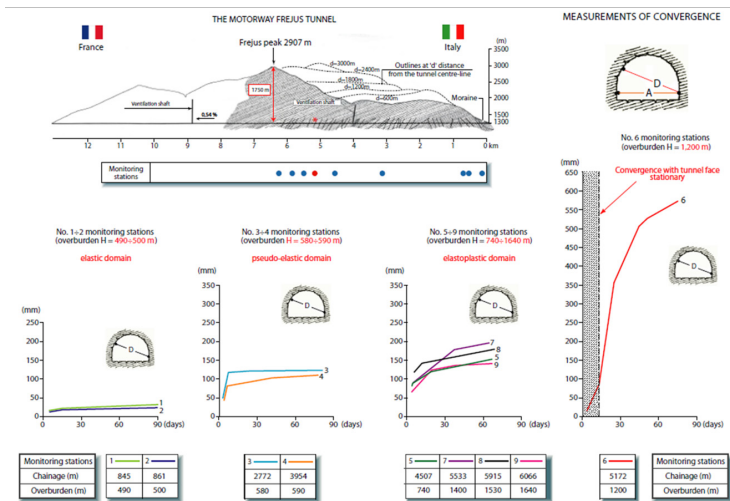 THE MOTORWAY FREJUS TUNNEL
MEASUREMENTS OF CONVERGENCE
France
Frejus peak 2907 m
Italy
(m)
3500
3000
2500
2000
1500
1300
d=3000m
d=2400m
d=1800m
d=1200m
d=600m
Outlines at 'd' distance
from the tunnel centre-line
1750 m
Ventilation shaft
Ventilation shaft
Moraine
0,54 %
12 11 10 9 8 7 6 5 4 3 2 1 0 km
Monitoring
stations
D
A
No. 6 monitoring stations
(overburden H = 1,200 m)
(mm)
650
600
550
500
450
400
350
300
250
200
150
100
50
0
Convergence with tunnel face
stationary
6
D
0 30 60 90 (days)
No. 1÷2 monitoring stations
(overburden H = 490÷500 m)
elastic domain
(mm)
250
200
150
100
50
0
D
1
2
0 30 60 90 (days)
No. 3÷4 monitoring stations
(overburden H = 580÷590 m)
pseudo-elastic domain
(mm)
350
300
250
200
150
100
50
0
D
3
4
0 30 60 90 (days)
No. 5÷9 monitoring stations
(overburden H = 740÷1640 m)
elastoplastic domain
(mm)
350
300
250
200
150
100
50
0
D
7
8
5
9
0 30 60 90 (days)
Monitoring stations 1 2
Chainage (m) 845 861
Overburden (m) 490 500
3 4
2772 3954
580 590
5 7 8 9
4507 5533 5915 6066
740 1400 1530 1640
Monitoring stations 6
Chainage (m) 5172
Overburden (m) 1200